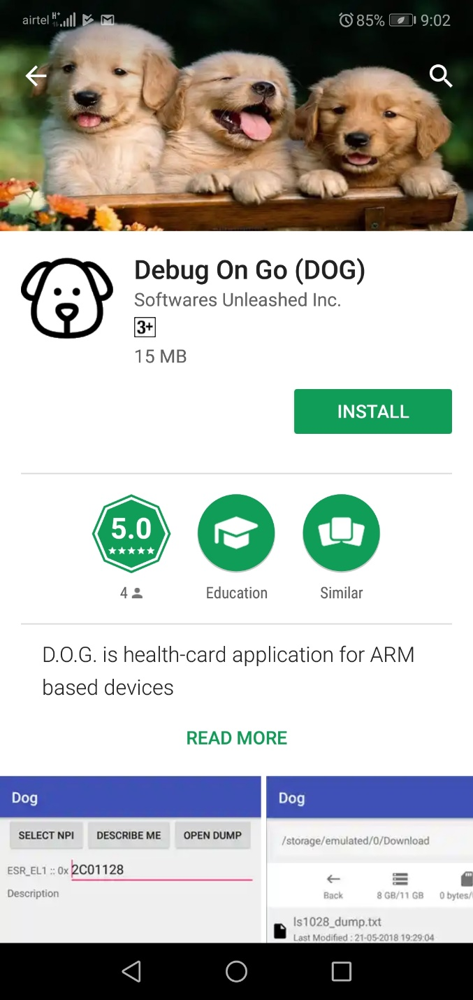 airtel H+ 85% 9:02
Debug On Go (DOG)
Softwares Unleashed Inc.
3+
15 MB
INSTALL
5.0
4
Education
Similar
D.O.G. is health-card application for ARM
based devices
READ MORE
Dog
SELECT NPI DESCRIBE ME OPEN DUMP
ESR_EL1 :: 0x 2C01128
Description
Dog
/storage/emulated/0/Download
Back 8 GB/11 GB 0 bytes/
ls1028_dump.txt
Last Modified : 21-05-2018 19:29:04